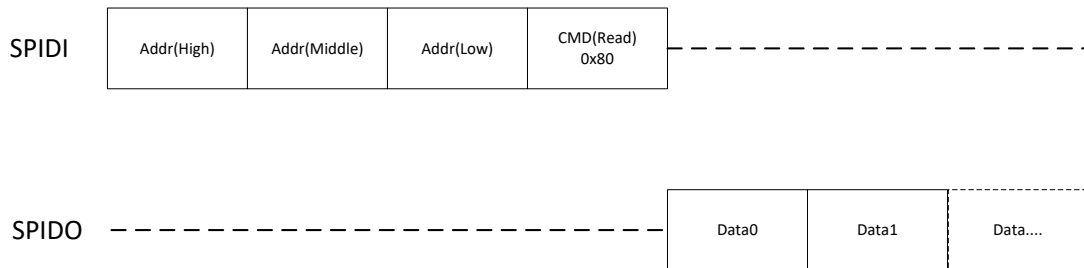 SPIDI
Addr(High)
Addr(Middle)
Addr(Low)
CMD(Read)
0x80
SPIDO
Data0
Data1
Data....